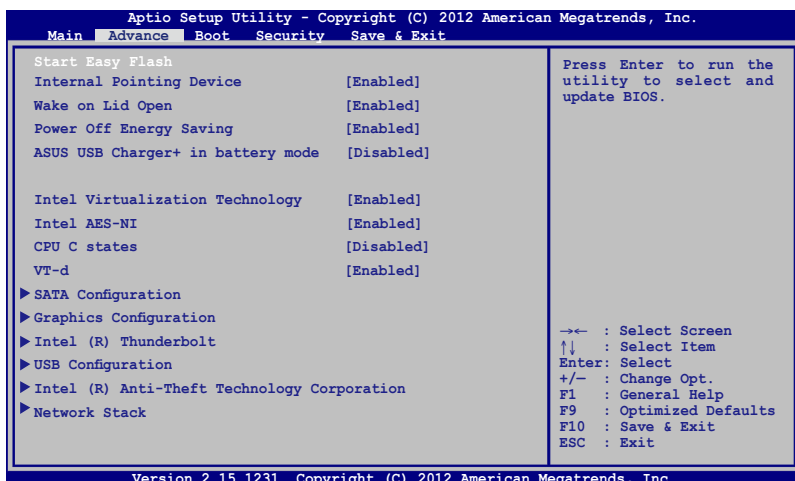 Aptio Setup Utility - Copyright (C) 2012 American Megatrends, Inc.
Main Advance Boot Security Save & Exit
Start Easy Flash
Internal Pointing Device [Enabled]
Wake on Lid Open [Enabled]
Power Off Energy Saving [Enabled]
ASUS USB Charger+ in battery mode [Disabled]
Intel Virtualization Technology [Enabled]
Intel AES-NI [Enabled]
CPU C states [Disabled]
VT-d [Enabled]
SATA Configuration
Graphics Configuration
Intel (R) Thunderbolt
USB Configuration
Intel (R) Anti-Theft Technology Corporation
Network Stack
Press Enter to run the
utility to select and
update BIOS.
→← : Select Screen
↑↓ : Select Item
Enter: Select
+/— : Change Opt.
F1 : General Help
F9 : Optimized Defaults
F10 : Save & Exit
ESC : Exit
Version 2.15.1231. Copyright (C) 2012 American Megatrends, Inc.